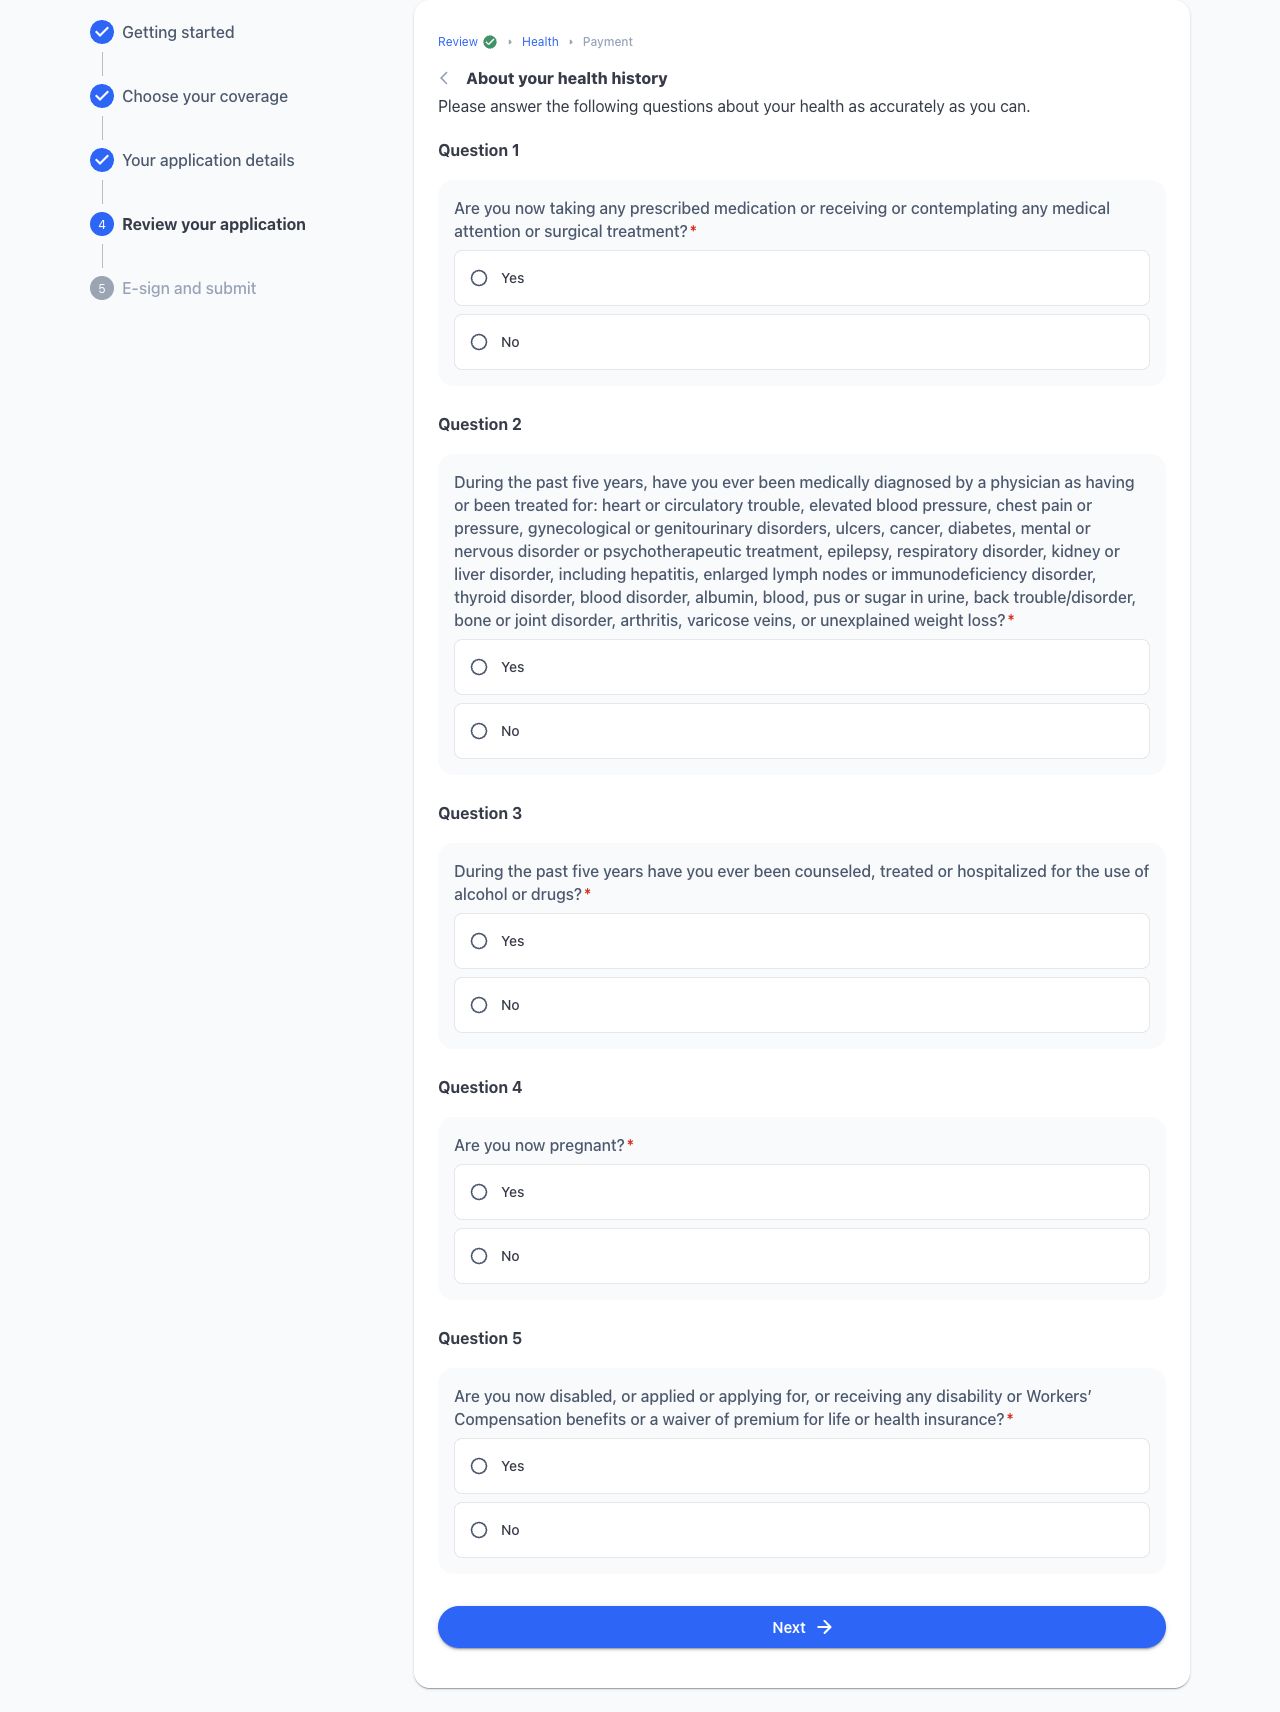 Getting started
Choose your coverage
Your application details
4 Review your application
5 E-sign and submit
Review Health Payment
About your health history
Please answer the following questions about your health as accurately as you can.
Question 1
Are you now taking any prescribed medication or receiving or contemplating any medical
attention or surgical treatment?*
Yes
No
Question 2
During the past five years, have you ever been medically diagnosed by a physician as having
or been treated for: heart or circulatory trouble, elevated blood pressure, chest pain or
pressure, gynecological or genitourinary disorders, ulcers, cancer, diabetes, mental or
nervous disorder or psychotherapeutic treatment, epilepsy, respiratory disorder, kidney or
liver disorder, including hepatitis, enlarged lymph nodes or immunodeficiency disorder,
thyroid disorder, blood disorder, albumin, blood, pus or sugar in urine, back trouble/disorder,
bone or joint disorder, arthritis, varicose veins, or unexplained weight loss?*
Yes
No
Question 3
During the past five years have you ever been counseled, treated or hospitalized for the use of
alcohol or drugs?*
Yes
No
Question 4
Are you now pregnant?*
Yes
No
Question 5
Are you now disabled, or applied or applying for, or receiving any disability or Workers’
Compensation benefits or a waiver of premium for life or health insurance?*
Yes
No
Next